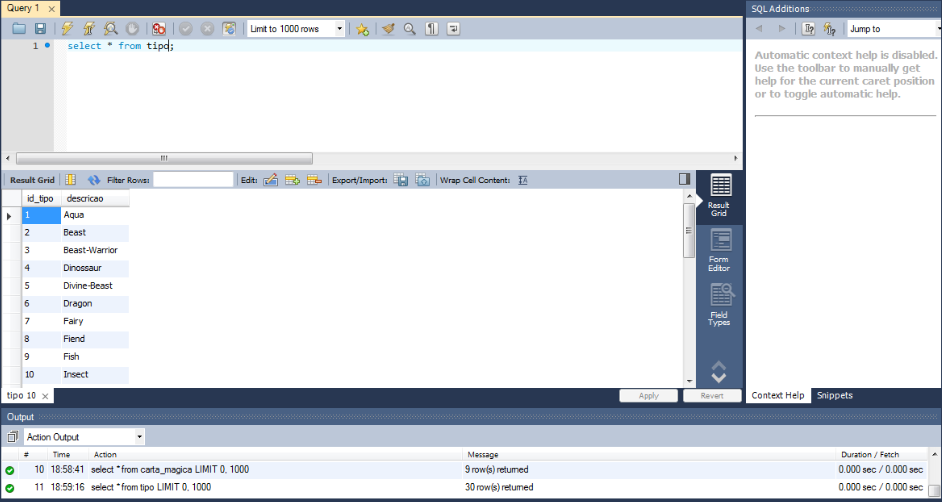 Query 1
SQL Additions
Limit to 1000 rows
Jump to
1
select * from tipo;
Automatic context help is disabled.
Use the toolbar to manually get
help for the current caret position
or to toggle automatic help.
Result Grid
Filter Rows:
Edit:
Export/Import:
Wrap Cell Content:
id_tipo descricao
1 Aqua
2 Beast
3 Beast-Warrior
4 Dinossaur
5 Divine-Beast
6 Dragon
7 Fairy
8 Fiend
9 Fish
10 Insect
Result
Grid
Form
Editor
Field
Types
tipo 10
Apply
Revert
Context Help
Snippets
Output
Action Output
# Time Action Message Duration / Fetch
10 18:58:41 select * from carta_magica LIMIT 0, 1000 9 row(s) returned 0.000 sec / 0.000 sec
11 18:59:16 select * from tipo LIMIT 0, 1000 30 row(s) returned 0.000 sec / 0.000 sec